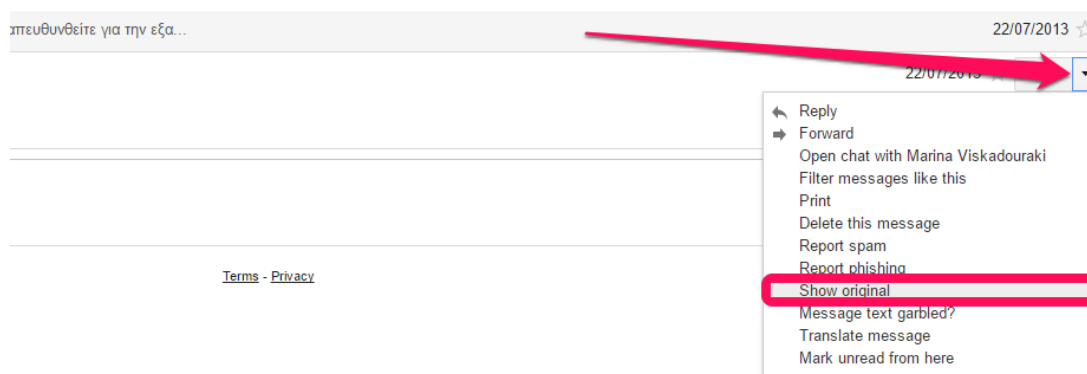 απευθυνθείτε για την εξα...
22/07/2013
22/07/2013
Reply
Forward
Open chat with Marina Viskadouraki
Filter messages like this
Print
Delete this message
Report spam
Report phishing
Show original
Message text garbled?
Translate message
Mark unread from here
Terms - Privacy